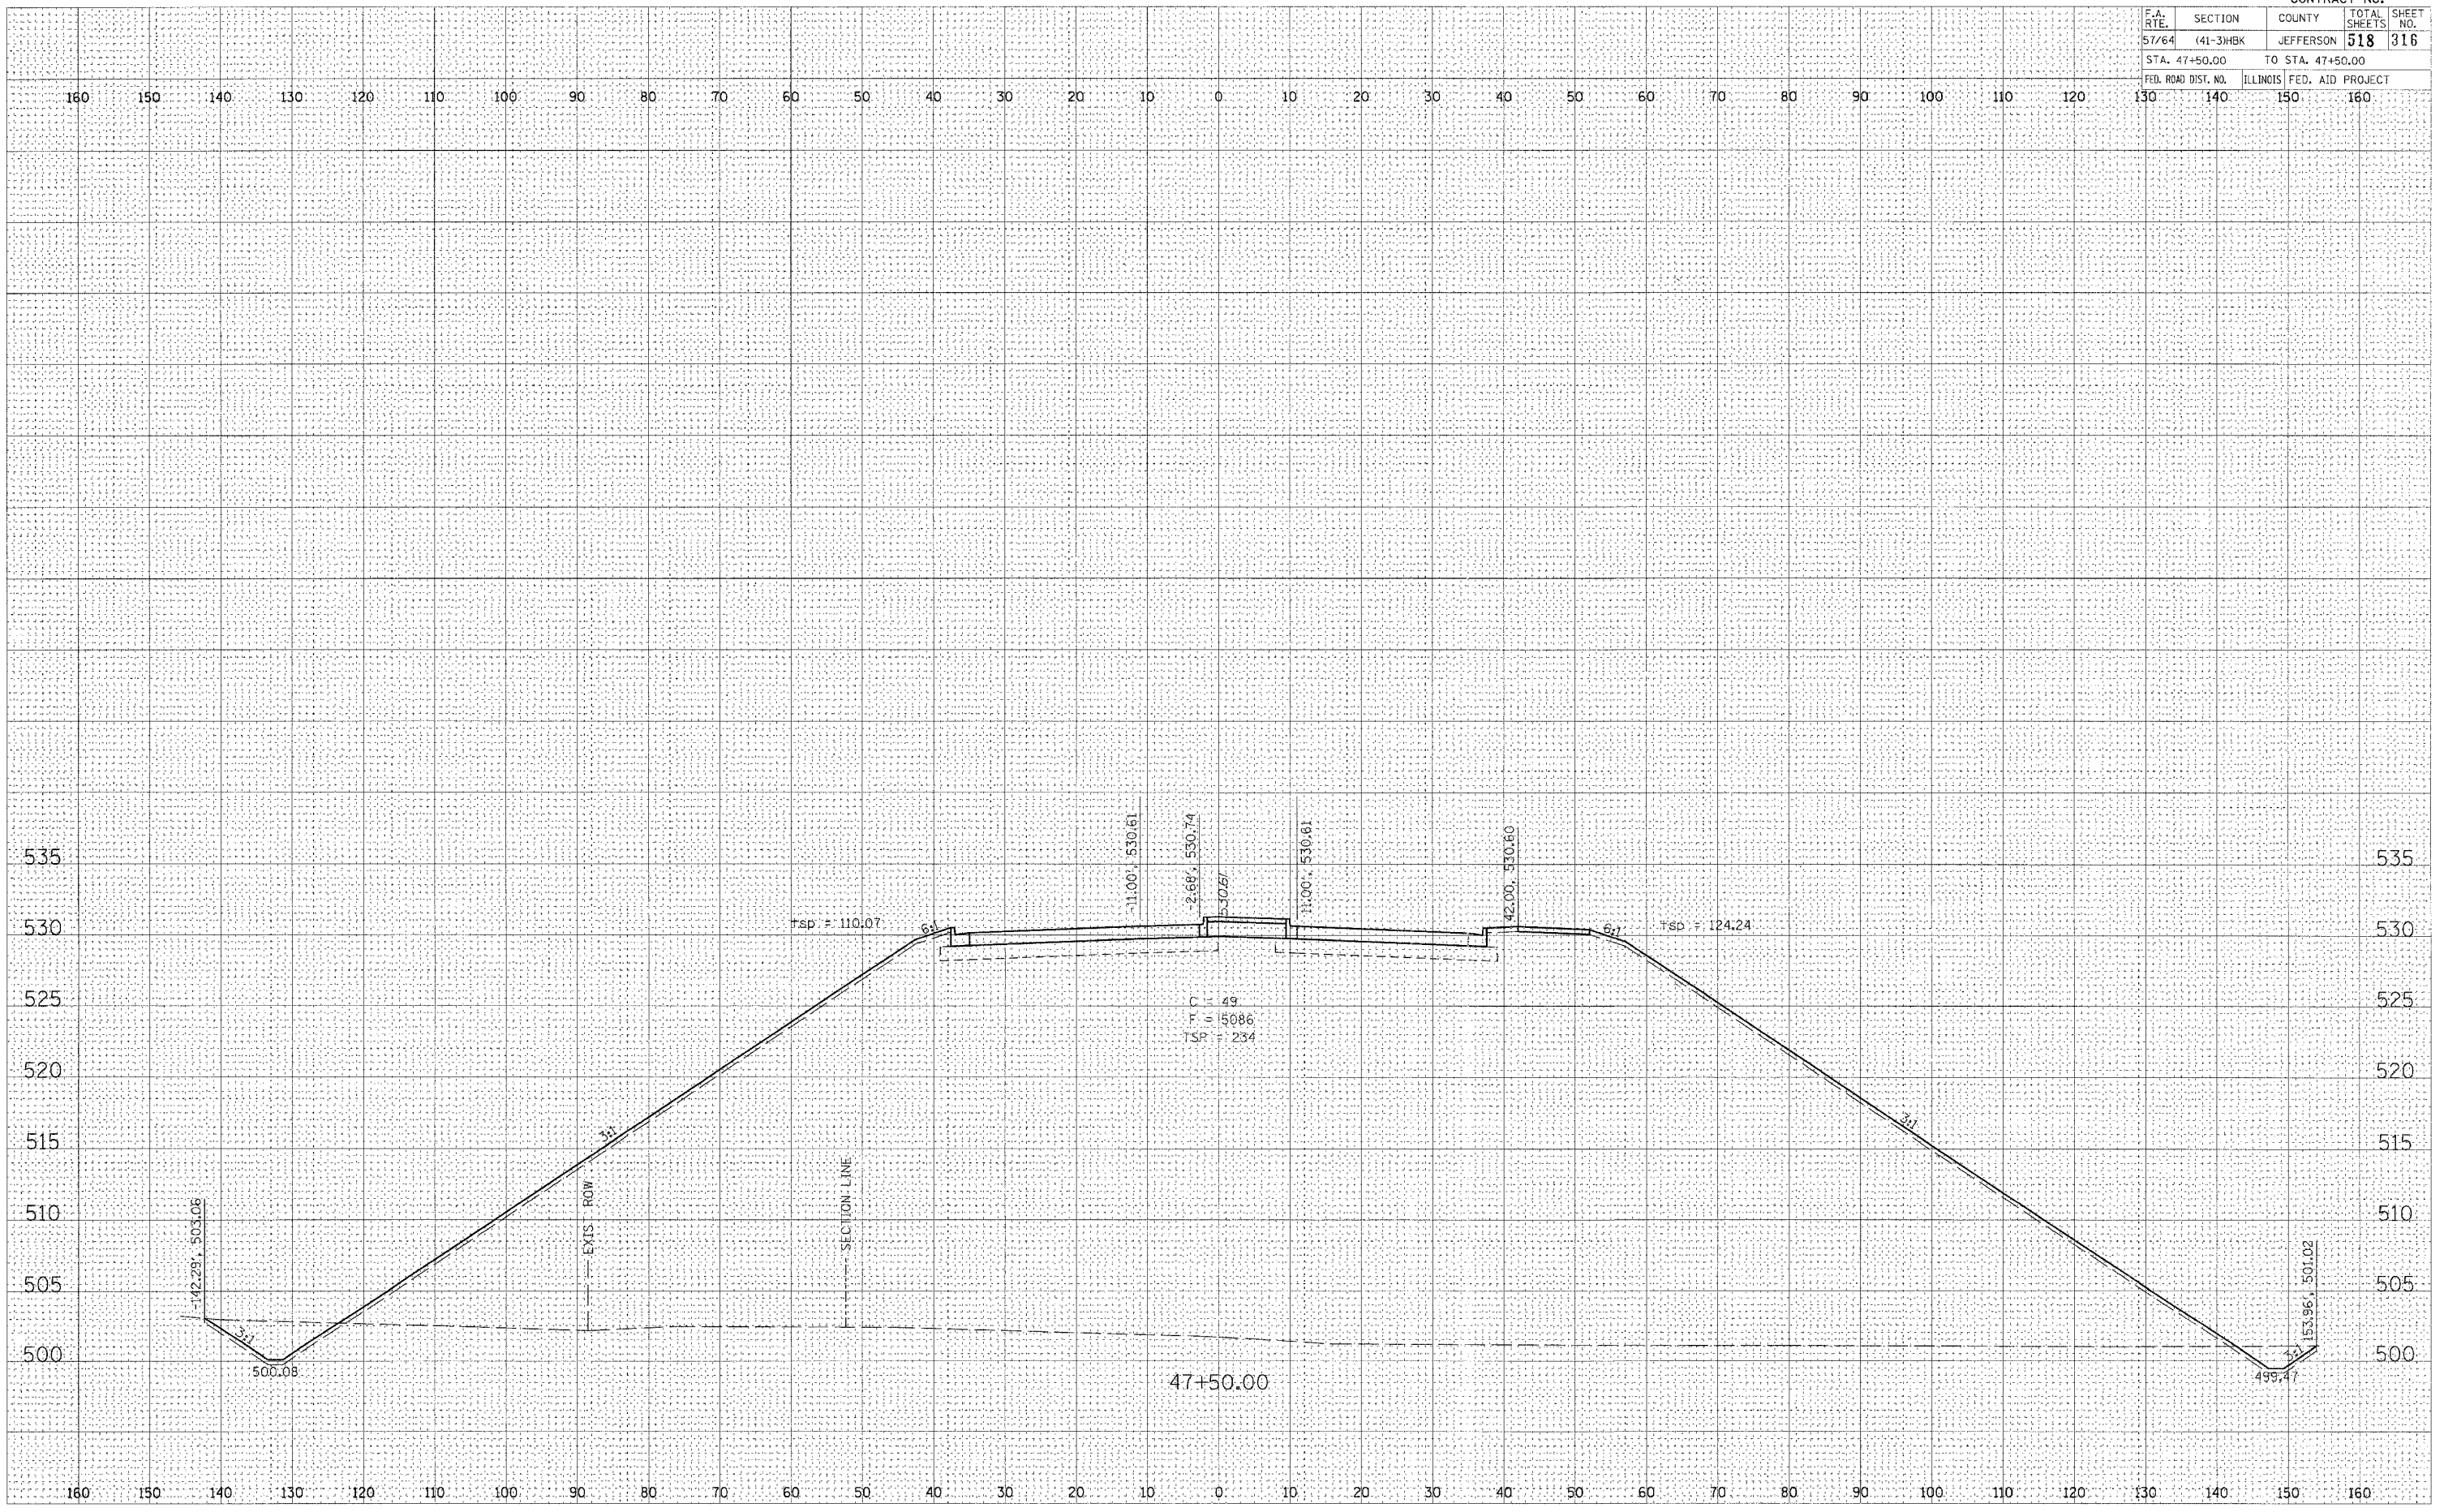 CONTRACT NO.
F.A. RTE. SECTION COUNTY TOTAL SHEETS SHEET NO.
57/64 (41-3)HBK JEFFERSON 518 316
STA. 47+50.00 TO STA. 47+50.00
FED. ROAD DIST. NO. ILLINOIS FED. AID PROJECT
160 150 140 130 120 110 100 90 80 70 60 50 40 30 20 10 0 10 20 30 40 50 60 70 80 90 100 110 120 130 140 150 160
-11.00', 530.61
-2.68', 530.74
530.67
11.00', 530.61
42.00, 530.60
535 535
530 tsp = 110.07 6:1 6:1 tsp = 124.24 530
525 525
C = 49
F = 5086
TSP = 234
520 520
515 3:1 3:1 515
EXIS ROW
SECTION LINE
510 510
-142.29', 503.06
153.96', 501.02
505 505
3:1 3:1
500 500
500.08 499.47
47+50.00
160 150 140 130 120 110 100 90 80 70 60 50 40 30 20 10 0 10 20 30 40 50 60 70 80 90 100 110 120 130 140 150 160